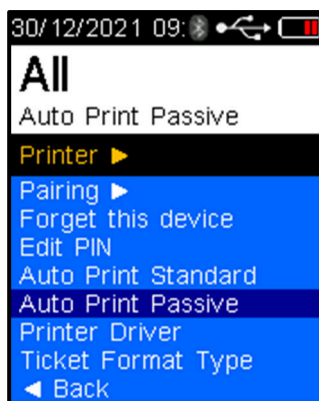 30/12/2021 09:
All
Auto Print Passive
Printer ►
Pairing ►
Forget this device
Edit PIN
Auto Print Standard
Auto Print Passive
Printer Driver
Ticket Format Type
◄ Back